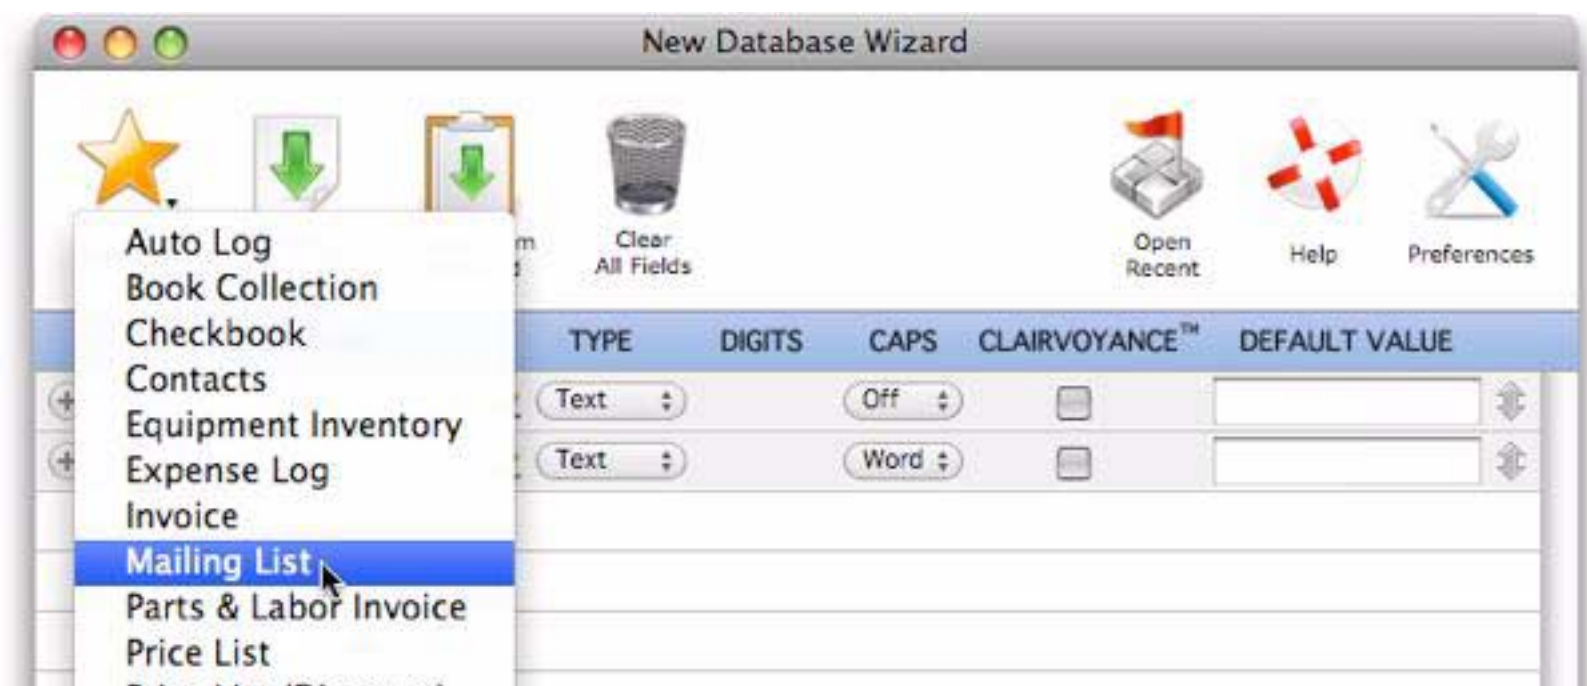 New Database Wizard
Clear
All Fields
Open
Recent
Help
Preferences
TYPE DIGITS CAPS CLAIRVOYANCE™ DEFAULT VALUE
Text Off
Text Word
Auto Log
Book Collection
Checkbook
Contacts
Equipment Inventory
Expense Log
Invoice
Mailing List
Parts & Labor Invoice
Price List